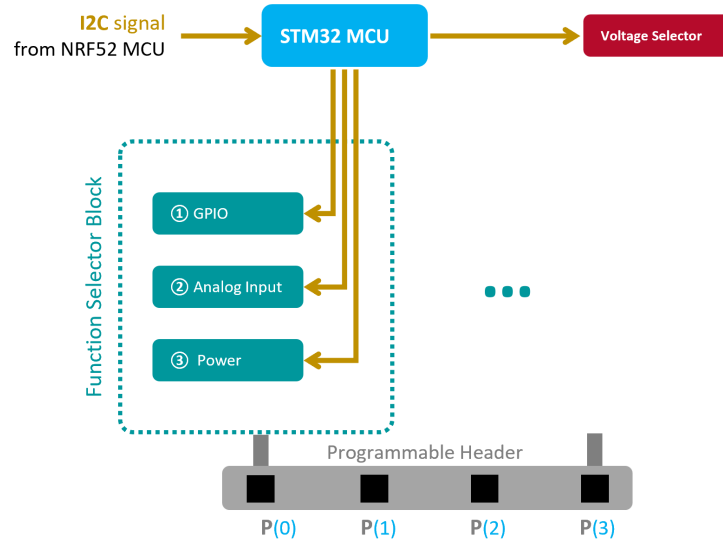 I2C signal
from NRF52 MCU
STM32 MCU
Voltage Selector
Function Selector Block
① GPIO
② Analog Input
③ Power
Programmable Header
P(0)
P(1)
P(2)
P(3)